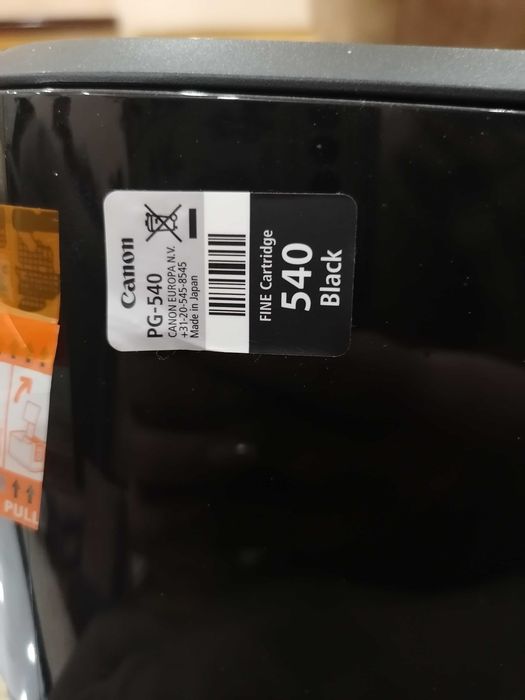 Canon
PG-540
CANON EUROPA N.V.
+31-20-545-8545
Made in Japan
FINE Cartridge
540
Black
PULL